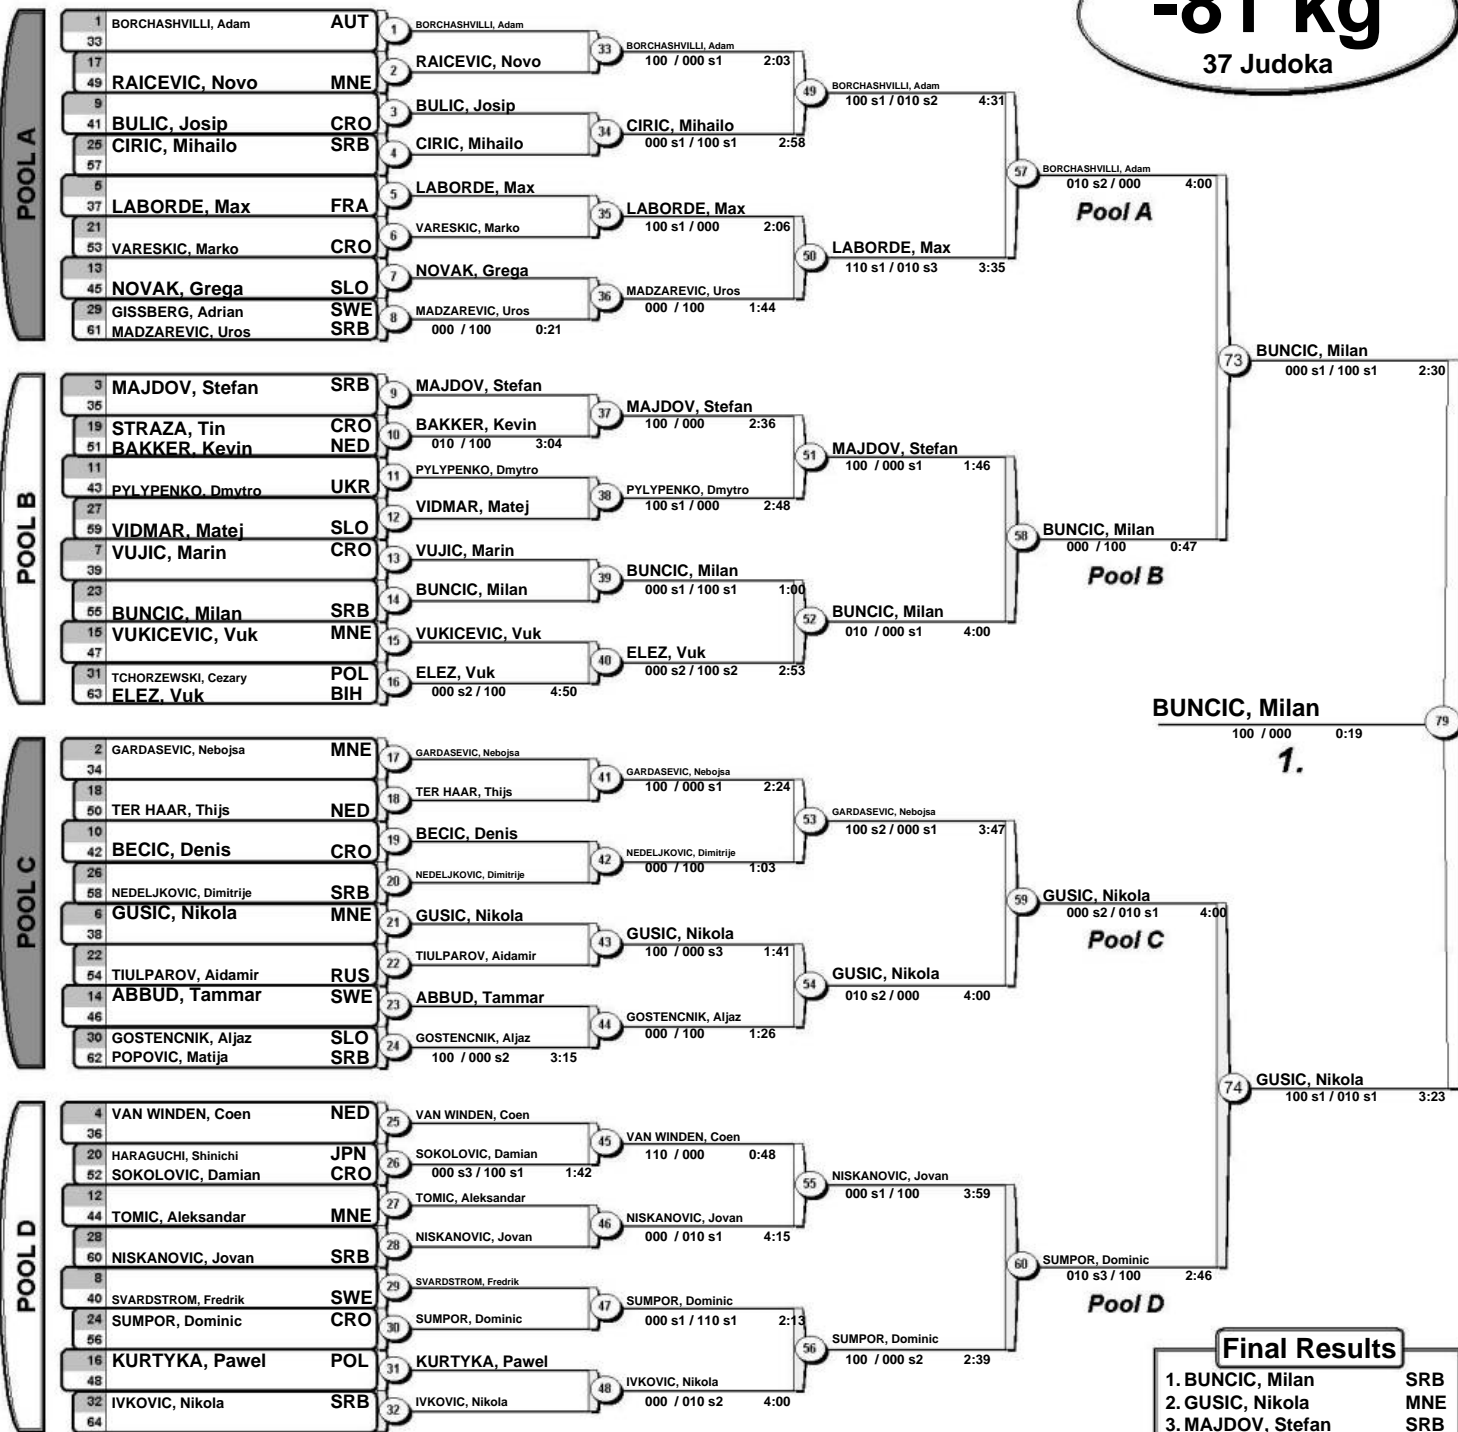 -81 kg
37 Judoka
POOL A
1 BORCHASHVILLI, Adam AUT
33
17
49 RAICEVIC, Novo MNE
9
41 BULIC, Josip CRO
25 CIRIC, Mihailo SRB
57
5
37 LABORDE, Max FRA
21
53 VARESKIC, Marko CRO
13
45 NOVAK, Grega SLO
29 GISSBERG, Adrian SWE
61 MADZAREVIC, Uros SRB
1 BORCHASHVILLI, Adam
2 RAICEVIC, Novo
3 BULIC, Josip
4 CIRIC, Mihailo
5 LABORDE, Max
6 VARESKIC, Marko
7 NOVAK, Grega
8 MADZAREVIC, Uros
000 / 100 0:21
33 BORCHASHVILLI, Adam
100 / 000 s1 2:03
34 CIRIC, Mihailo
000 s1 / 100 s1 2:58
35 LABORDE, Max
100 s1 / 000 2:06
36 MADZAREVIC, Uros
000 / 100 1:44
49 BORCHASHVILLI, Adam
100 s1 / 010 s2 4:31
50 LABORDE, Max
110 s1 / 010 s3 3:35
57 BORCHASHVILLI, Adam
010 s2 / 000 4:00
Pool A
POOL B
3 MAJDOV, Stefan SRB
35
19 STRAZA, Tin CRO
51 BAKKER, Kevin NED
11
43 PYLYPENKO, Dmytro UKR
27
59 VIDMAR, Matej SLO
7 VUJIC, Marin CRO
39
23
55 BUNCIC, Milan SRB
15 VUKICEVIC, Vuk MNE
47
31 TCHORZEWSKI, Cezary POL
63 ELEZ, Vuk BIH
9 MAJDOV, Stefan
10 BAKKER, Kevin
010 / 100 3:04
11 PYLYPENKO, Dmytro
12 VIDMAR, Matej
13 VUJIC, Marin
14 BUNCIC, Milan
15 VUKICEVIC, Vuk
16 ELEZ, Vuk
000 s2 / 100 4:50
37 MAJDOV, Stefan
100 / 000 2:36
38 PYLYPENKO, Dmytro
100 s1 / 000 2:48
39 BUNCIC, Milan
000 s1 / 100 s1 1:00
40 ELEZ, Vuk
000 s2 / 100 s2 2:53
51 MAJDOV, Stefan
100 / 000 s1 1:46
52 BUNCIC, Milan
010 / 000 s1 4:00
58 BUNCIC, Milan
000 / 100 0:47
Pool B
73 BUNCIC, Milan
000 s1 / 100 s1 2:30
BUNCIC, Milan 79
100 / 000 0:19
1.
POOL C
2 GARDASEVIC, Nebojsa MNE
34
18
50 TER HAAR, Thijs NED
10
42 BECIC, Denis CRO
26
58 NEDELJKOVIC, Dimitrije SRB
6 GUSIC, Nikola MNE
38
22
54 TIULPAROV, Aidamir RUS
14 ABBUD, Tammar SWE
46
30 GOSTENCNIK, Aljaz SLO
62 POPOVIC, Matija SRB
17 GARDASEVIC, Nebojsa
18 TER HAAR, Thijs
19 BECIC, Denis
20 NEDELJKOVIC, Dimitrije
21 GUSIC, Nikola
22 TIULPAROV, Aidamir
23 ABBUD, Tammar
24 GOSTENCNIK, Aljaz
100 / 000 s2 3:15
41 GARDASEVIC, Nebojsa
100 / 000 s1 2:24
42 NEDELJKOVIC, Dimitrije
000 / 100 1:03
43 GUSIC, Nikola
100 / 000 s3 1:41
44 GOSTENCNIK, Aljaz
000 / 100 1:26
53 GARDASEVIC, Nebojsa
100 s2 / 000 s1 3:47
54 GUSIC, Nikola
010 s2 / 000 4:00
59 GUSIC, Nikola
000 s2 / 010 s1 4:00
Pool C
POOL D
4 VAN WINDEN, Coen NED
36
20 HARAGUCHI, Shinichi JPN
52 SOKOLOVIC, Damian CRO
12
44 TOMIC, Aleksandar MNE
28
60 NISKANOVIC, Jovan SRB
8
40 SVARDSTROM, Fredrik SWE
24 SUMPOR, Dominic CRO
56
16 KURTYKA, Pawel POL
48
32 IVKOVIC, Nikola SRB
64
25 VAN WINDEN, Coen
26 SOKOLOVIC, Damian
000 s3 / 100 s1 1:42
27 TOMIC, Aleksandar
28 NISKANOVIC, Jovan
29 SVARDSTROM, Fredrik
30 SUMPOR, Dominic
31 KURTYKA, Pawel
32 IVKOVIC, Nikola
45 VAN WINDEN, Coen
110 / 000 0:48
46 NISKANOVIC, Jovan
000 / 010 s1 4:15
47 SUMPOR, Dominic
000 s1 / 110 s1 2:13
48 IVKOVIC, Nikola
000 / 010 s2 4:00
55 NISKANOVIC, Jovan
000 s1 / 100 3:59
56 SUMPOR, Dominic
100 / 000 s2 2:39
60 SUMPOR, Dominic
010 s3 / 100 2:46
Pool D
74 GUSIC, Nikola
100 s1 / 010 s1 3:23
Final Results
1. BUNCIC, Milan SRB
2. GUSIC, Nikola MNE
3. MAJDOV, Stefan SRB